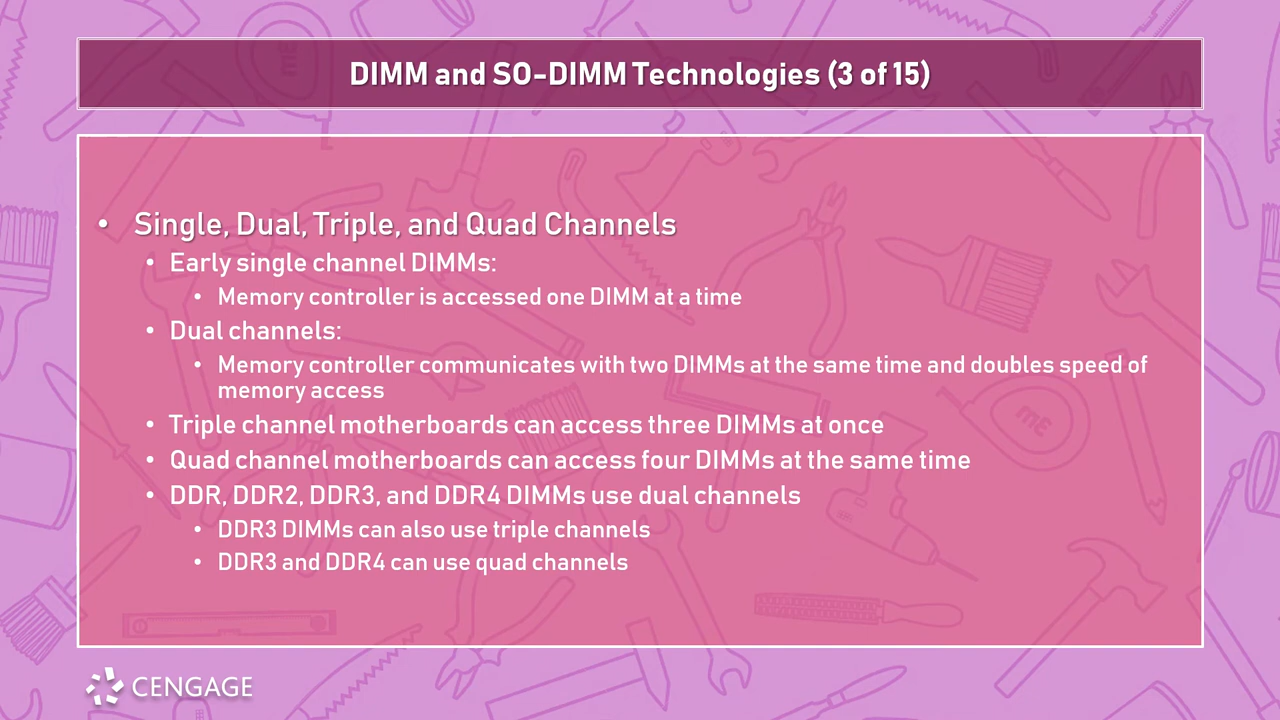 DIMM and SO-DIMM Technologies (3 of 15)
• Single, Dual, Triple, and Quad Channels
• Early single channel DIMMs:
• Memory controller is accessed one DIMM at a time
• Dual channels:
• Memory controller communicates with two DIMMs at the same time and doubles speed of
memory access
• Triple channel motherboards can access three DIMMs at once
• Quad channel motherboards can access four DIMMs at the same time
• DDR, DDR2, DDR3, and DDR4 DIMMs use dual channels
• DDR3 DIMMs can also use triple channels
• DDR3 and DDR4 can use quad channels
CENGAGE